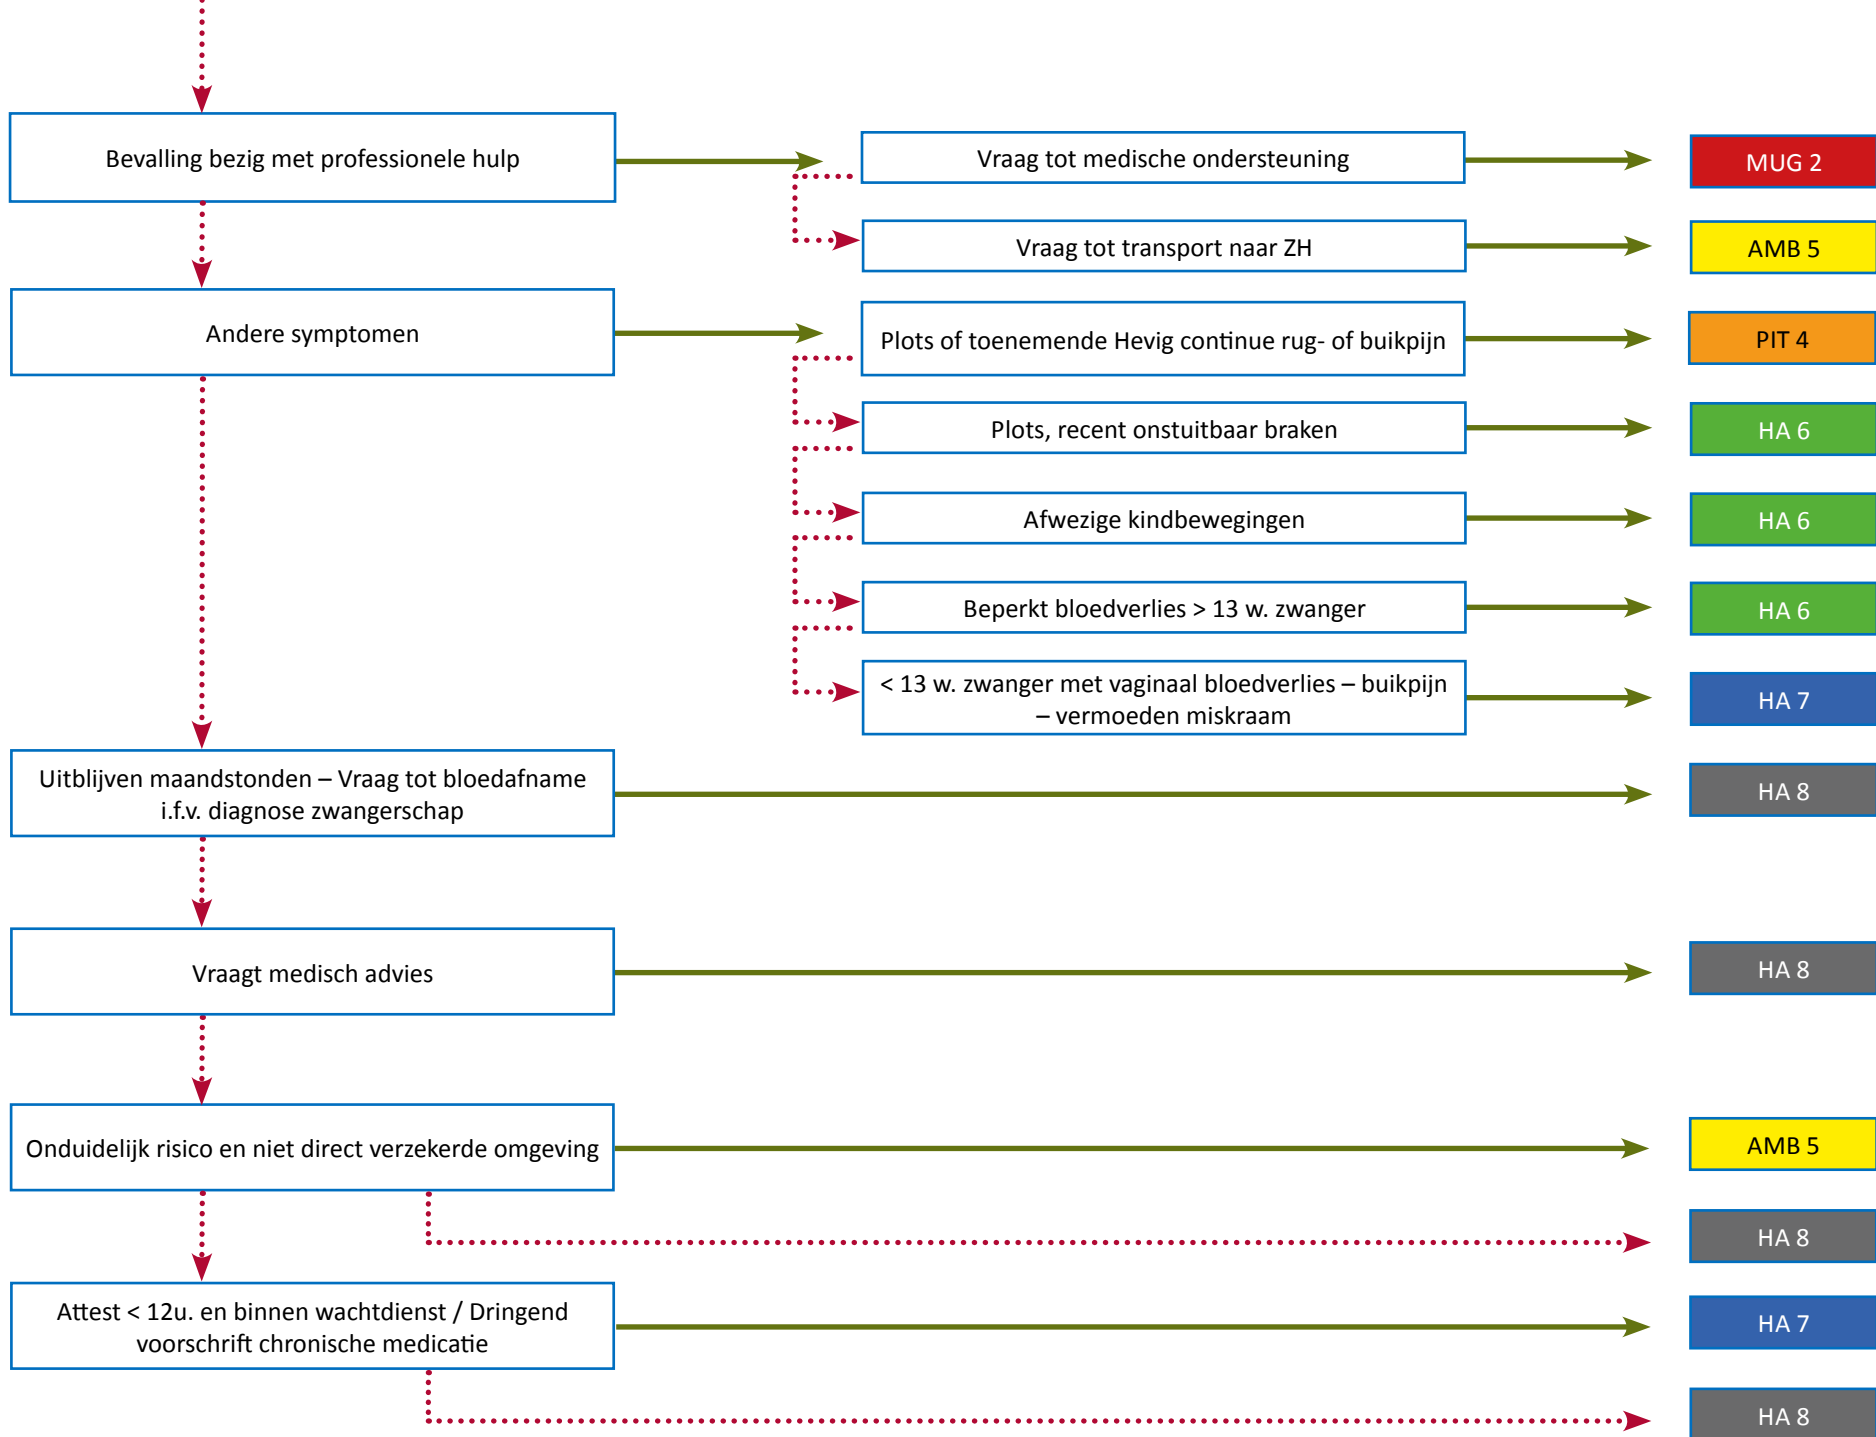 Bevalling bezig met professionele hulp
Vraag tot medische ondersteuning
MUG 2
Vraag tot transport naar ZH
AMB 5
Andere symptomen
Plots of toenemende Hevig continue rug- of buikpijn
PIT 4
Plots, recent onstuitbaar braken
HA 6
Afwezige kindbewegingen
HA 6
Beperkt bloedverlies > 13 w. zwanger
HA 6
< 13 w. zwanger met vaginaal bloedverlies – buikpijn
– vermoeden miskraam
HA 7
Uitblijven maandstonden – Vraag tot bloedafname
i.f.v. diagnose zwangerschap
HA 8
Vraagt medisch advies
HA 8
Onduidelijk risico en niet direct verzekerde omgeving
AMB 5
HA 8
Attest < 12u. en binnen wachtdienst / Dringend
voorschrift chronische medicatie
HA 7
HA 8